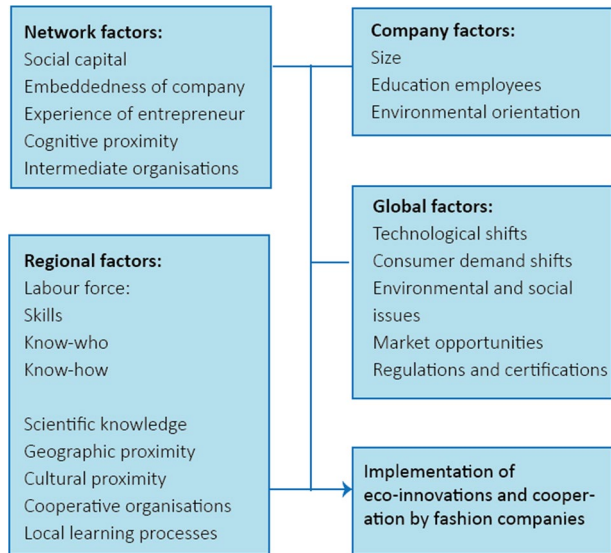 Network factors:
Social capital
Embeddedness of company
Experience of entrepreneur
Cognitive proximity
Intermediate organisations
Company factors:
Size
Education employees
Environmental orientation
Regional factors:
Labour force:
Skills
Know-who
Know-how
Scientific knowledge
Geographic proximity
Cultural proximity
Cooperative organisations
Local learning processes
Global factors:
Technological shifts
Consumer demand shifts
Environmental and social
issues
Market opportunities
Regulations and certifications
Implementation of
eco-innovations and cooper-
ation by fashion companies